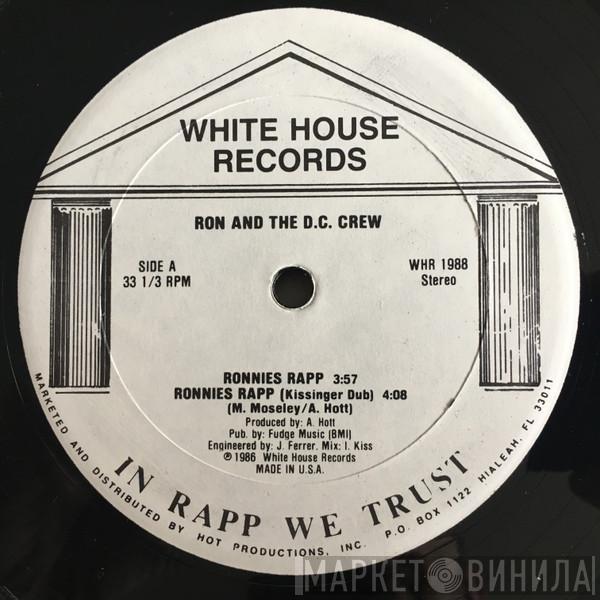 WHITE HOUSE
RECORDS
RON AND THE D.C. CREW
SIDE A
33 1/3 RPM
WHR 1988
Stereo
RONNIES RAPP 3:57
RONNIES RAPP (Kissinger Dub) 4:08
(M. Moseley/A. Hott)
Produced by: A. Hott
Pub. by: Fudge Music (BMI)
Engineered by: J. Ferrer. Mix: I. Kiss
℗1986 White House Records
MADE IN U.S.A.
IN RAPP WE TRUST
MARKETED AND DISTRIBUTED BY HOT PRODUCTIONS, INC. P.O. BOX 1122 HIALEAH, FL 33011
МАРКЕТ ВИНИЛА